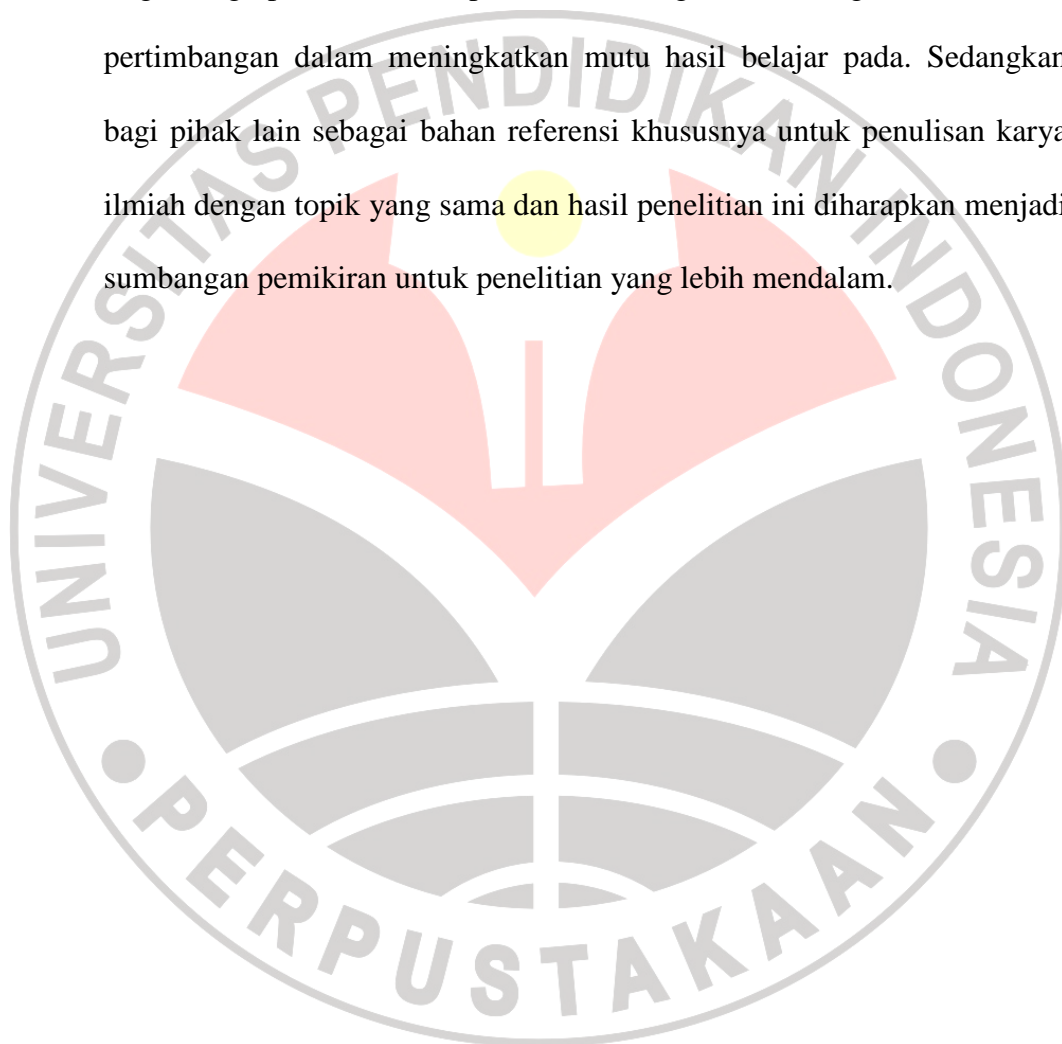 pertimbangan dalam meningkatkan mutu hasil belajar pada. Sedangkan
bagi pihak lain sebagai bahan referensi khususnya untuk penulisan karya
ilmiah dengan topik yang sama dan hasil penelitian ini diharapkan menjadi
sumbangan pemikiran untuk penelitian yang lebih mendalam.
UNIVERSITAS PENDIDIKAN INDONESIA
PERPUSTAKAAN